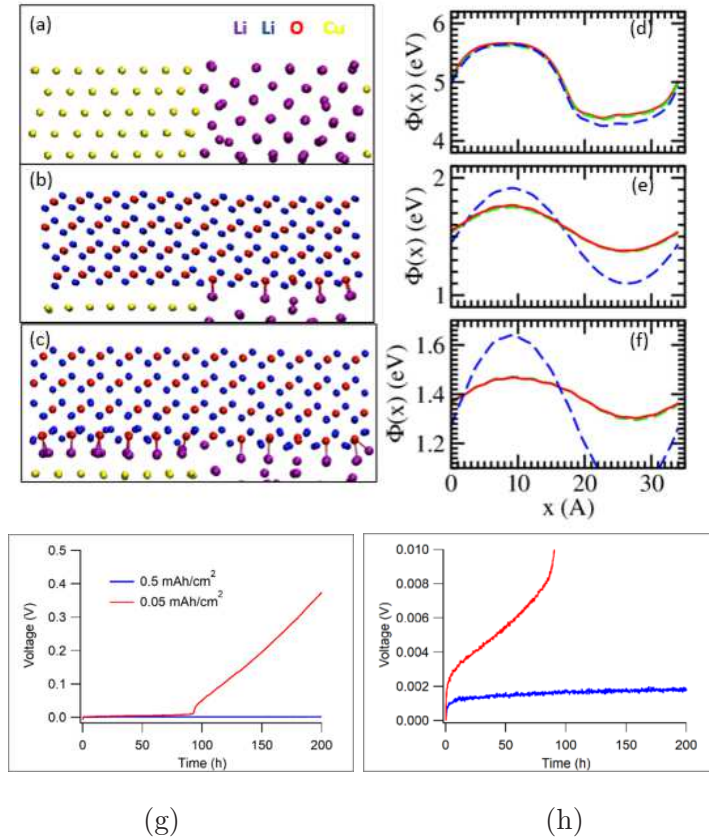 (a) Li Li O Cu
(b)
(c)
(d)
6
5
4
Φ(x) (eV)
(e)
2
1
Φ(x) (eV)
(f)
1.6
1.4
1.2
Φ(x) (eV)
0 10 20 30
x (A)
0.5
0.4
0.3
0.2
0.1
0.0
Voltage (V)
0.5 mAh/cm²
0.05 mAh/cm²
0 50 100 150 200
Time (h)
0.010
0.008
0.006
0.004
0.002
0.000
Voltage (V)
0 50 100 150 200
Time (h)
(g) (h)